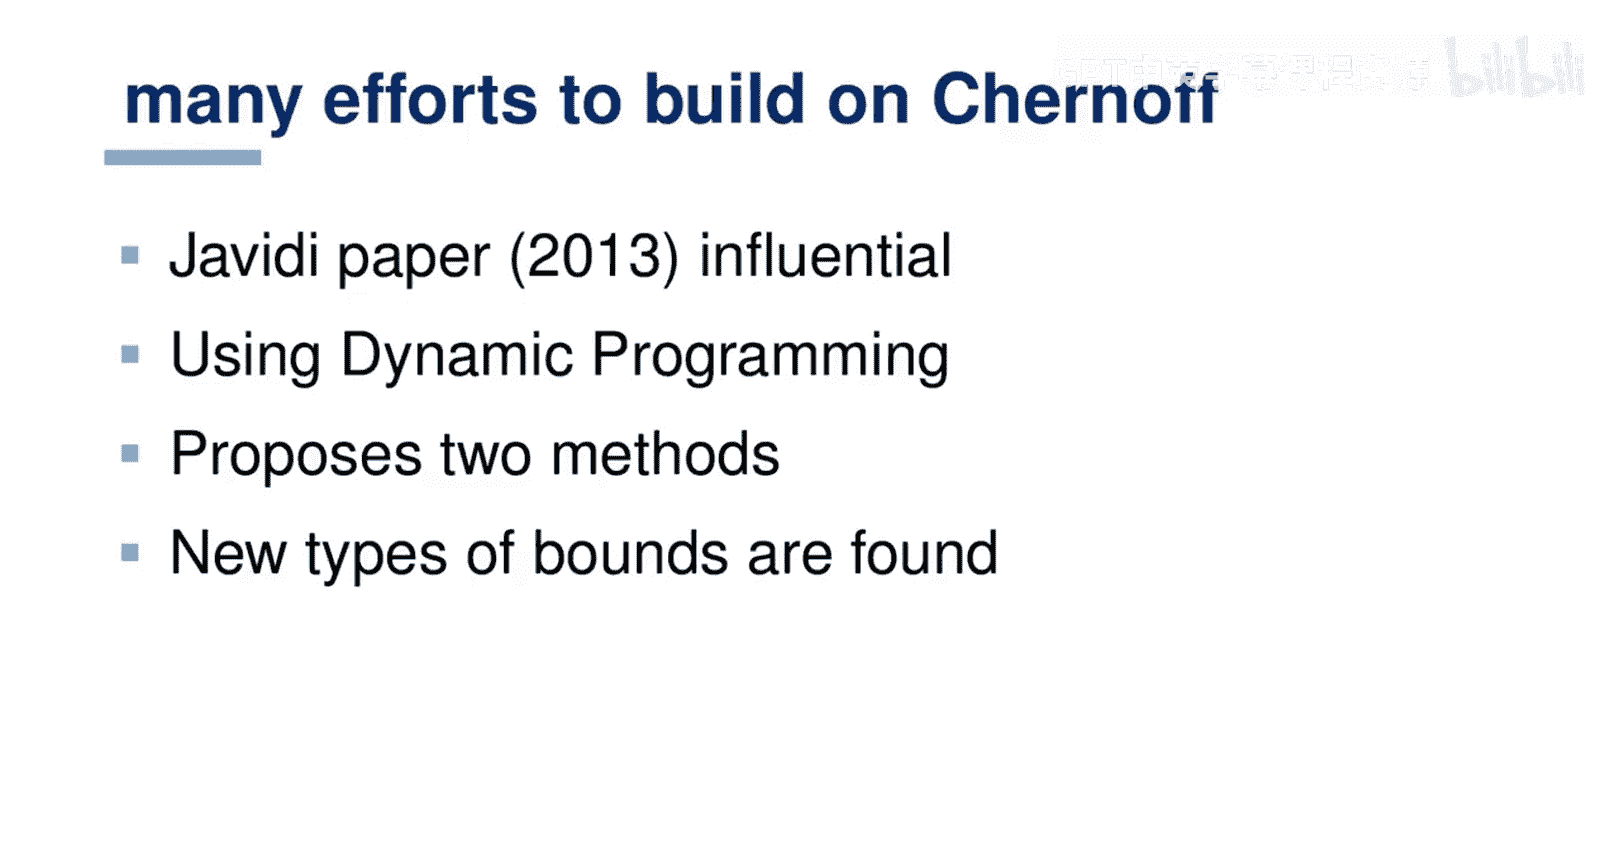 many efforts to build on Chernoff
Javidi paper (2013) influential
Using Dynamic Programming
Proposes two methods
New types of bounds are found
bilibili